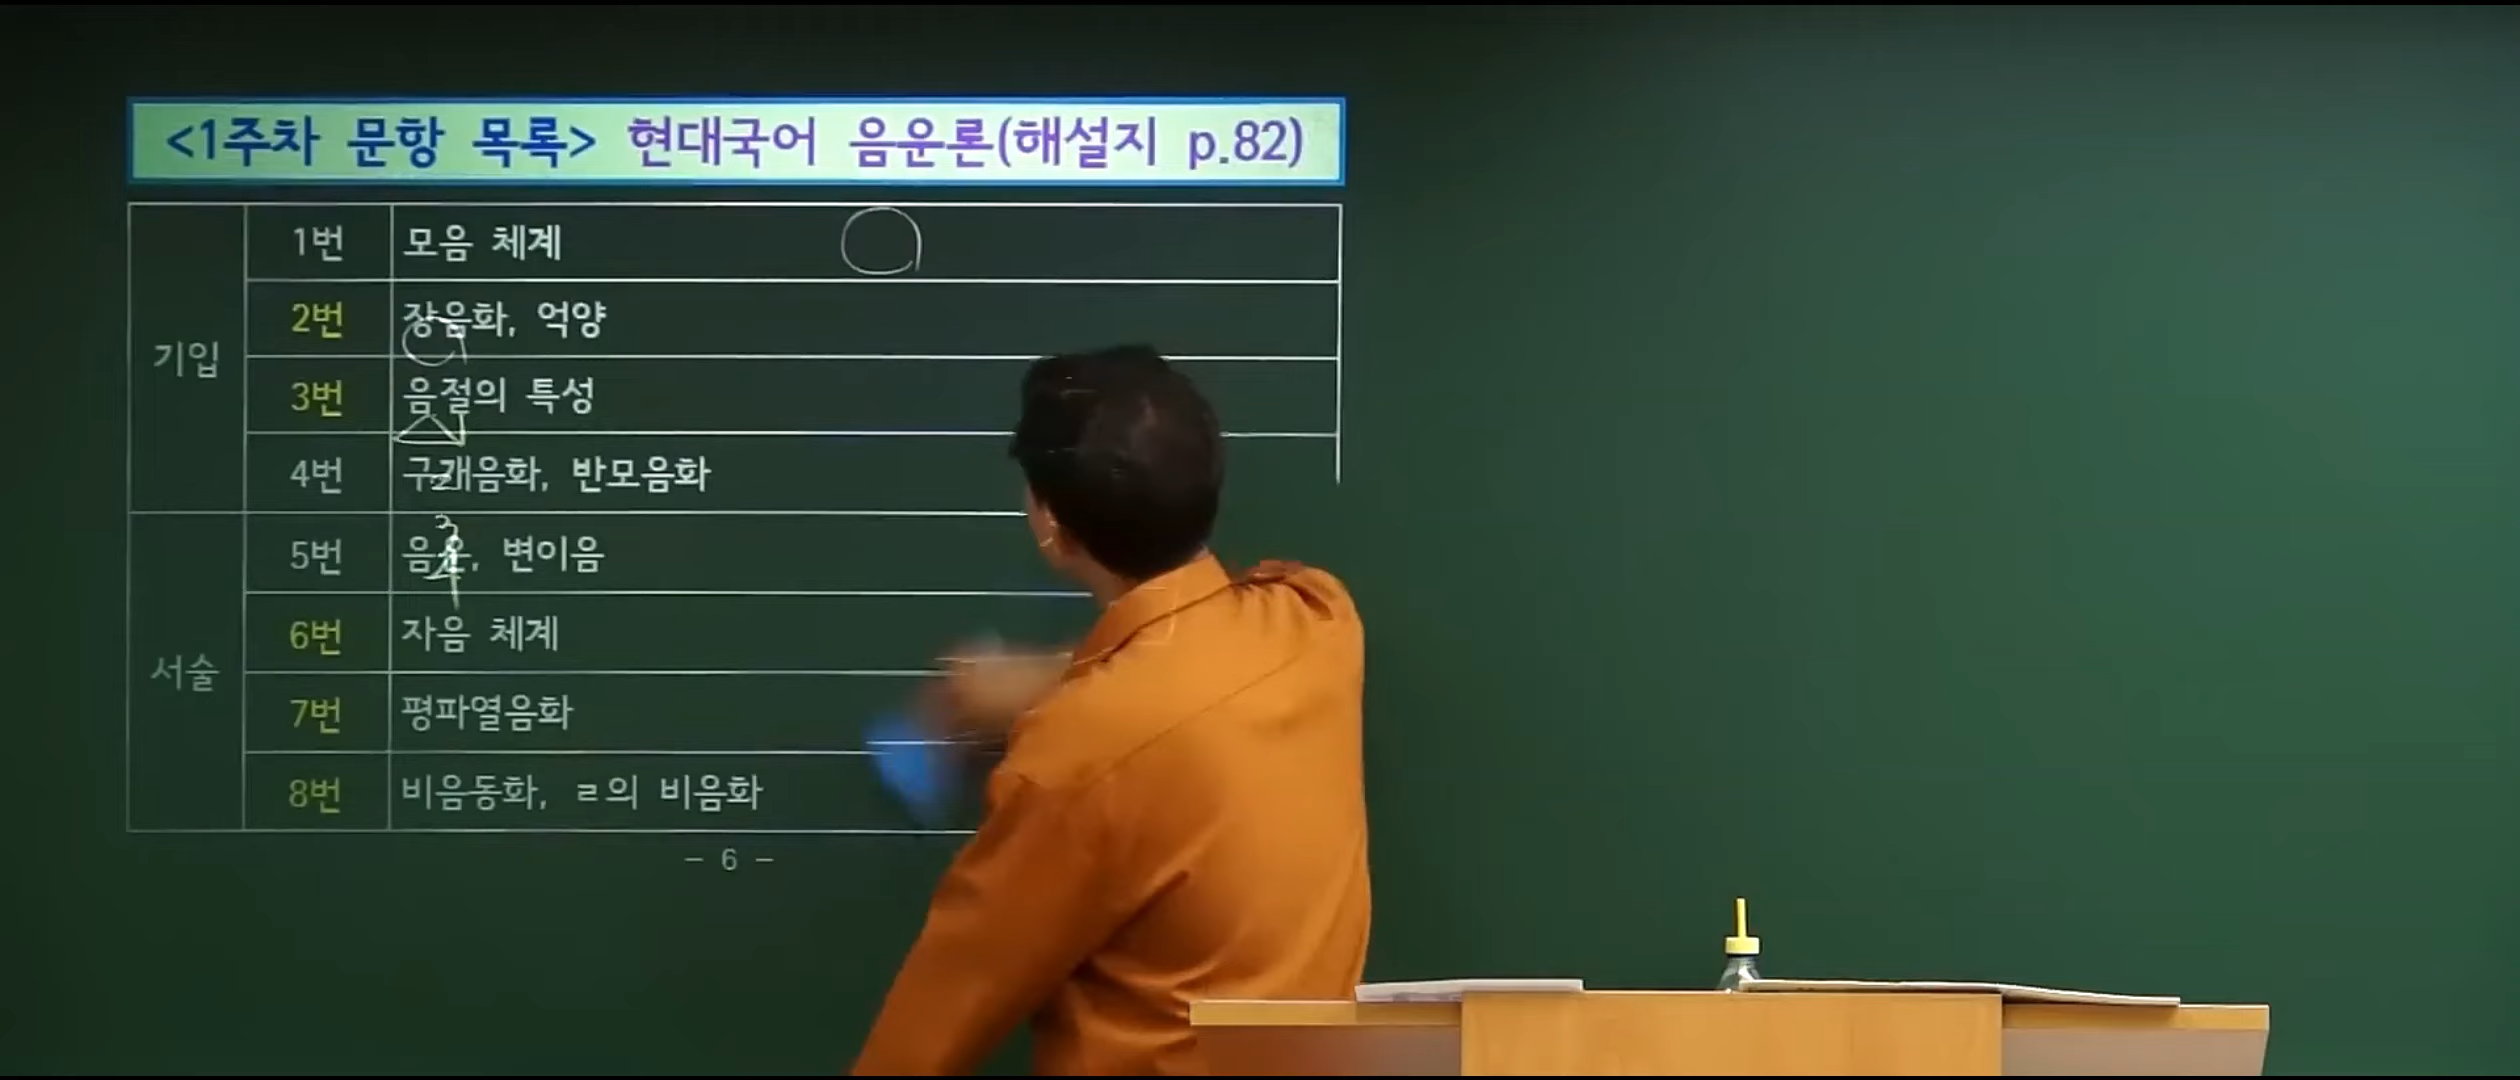 <1주차 문항 목록> 현대국어 음운론(해설지 p.82)
기입
1번 모음 체계
2번 장음화, 억양
3번 음절의 특성
4번 구개음화, 반모음화
서술
5번 음운, 변이음
6번 자음 체계
7번 평파열음화
8번 비음동화, ㄹ의 비음화
- 6 -